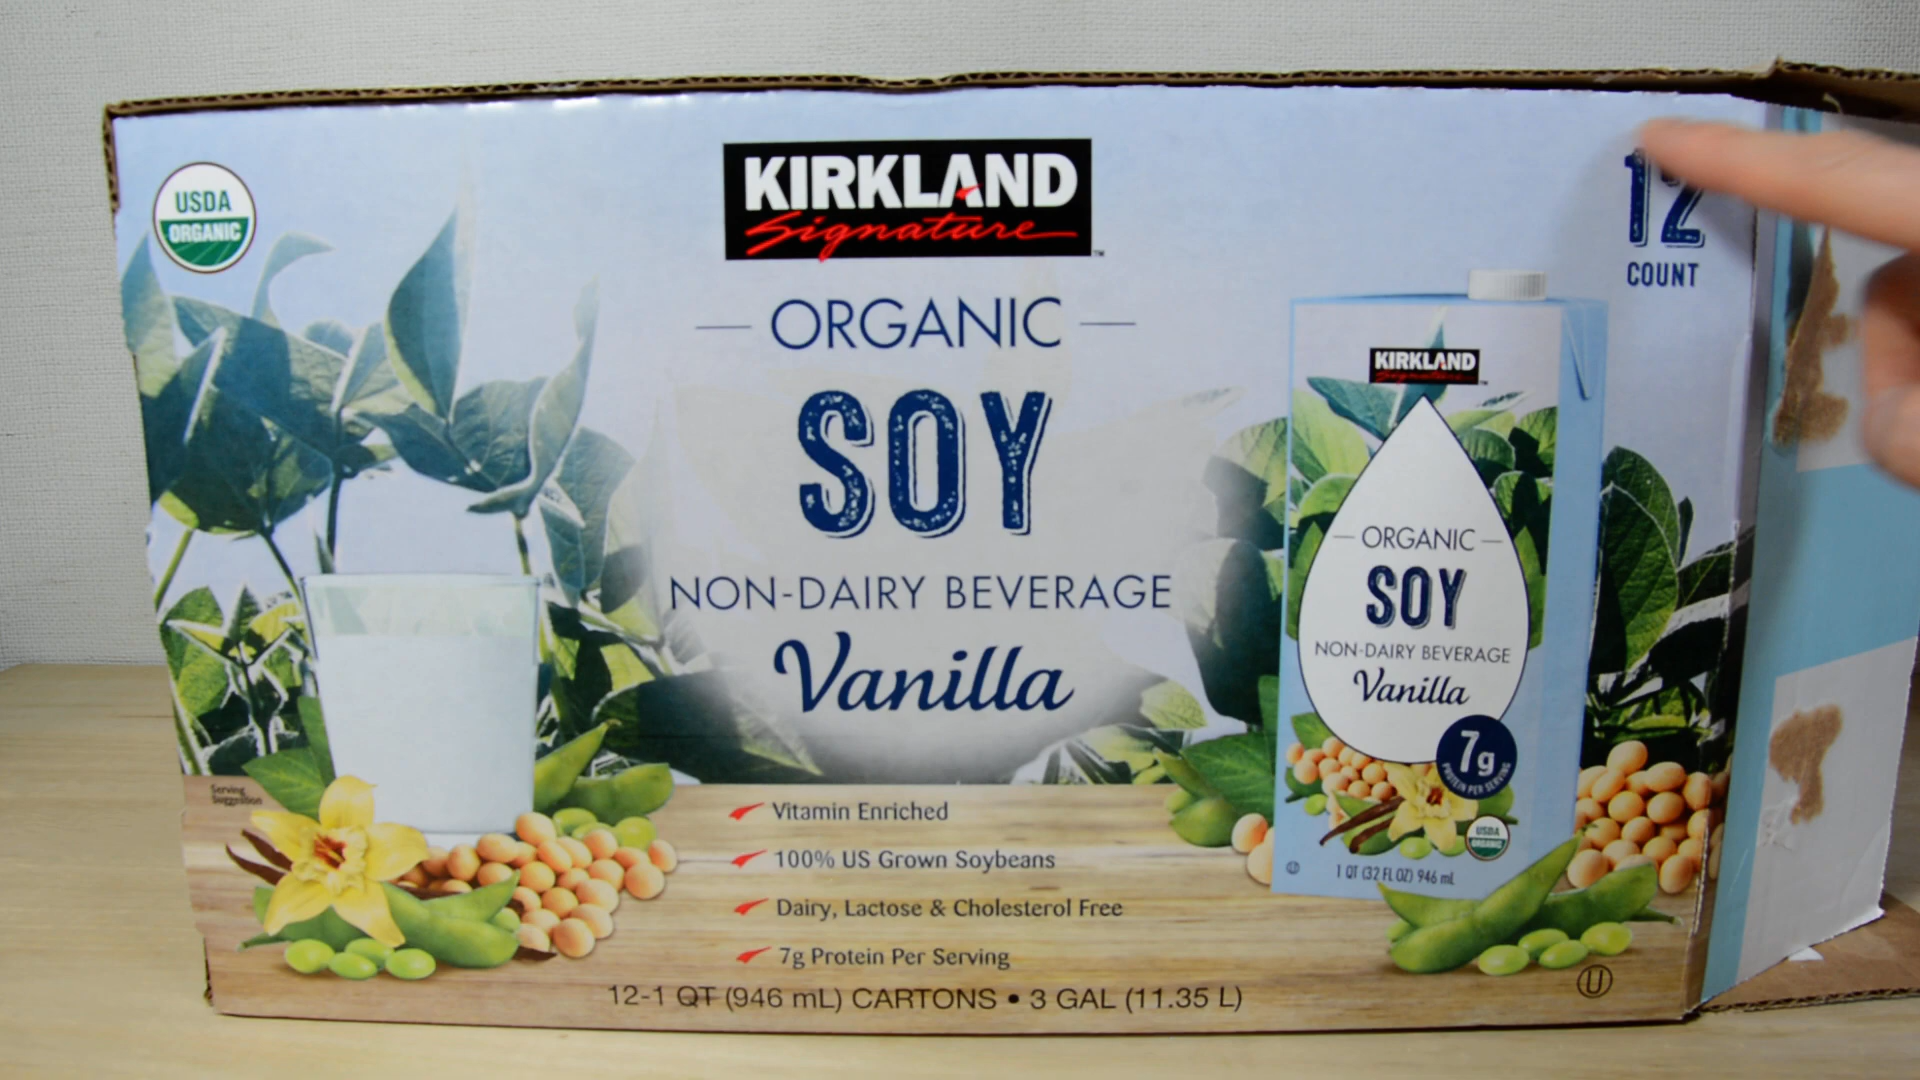 USDA
ORGANIC
KIRKLAND
Signature™
ORGANIC
SOY
NON-DAIRY BEVERAGE
Vanilla
Serving
Suggestion
Vitamin Enriched
100% US Grown Soybeans
Dairy, Lactose & Cholesterol Free
7g Protein Per Serving
12-1 QT (946 mL) CARTONS • 3 GAL (11.35 L)
12
COUNT
KIRKLAND
Signature™
ORGANIC
SOY
NON-DAIRY BEVERAGE
Vanilla
7g
PROTEIN PER SERVING
USDA
ORGANIC
U
1 QT (32 FL OZ) 946 mL
U